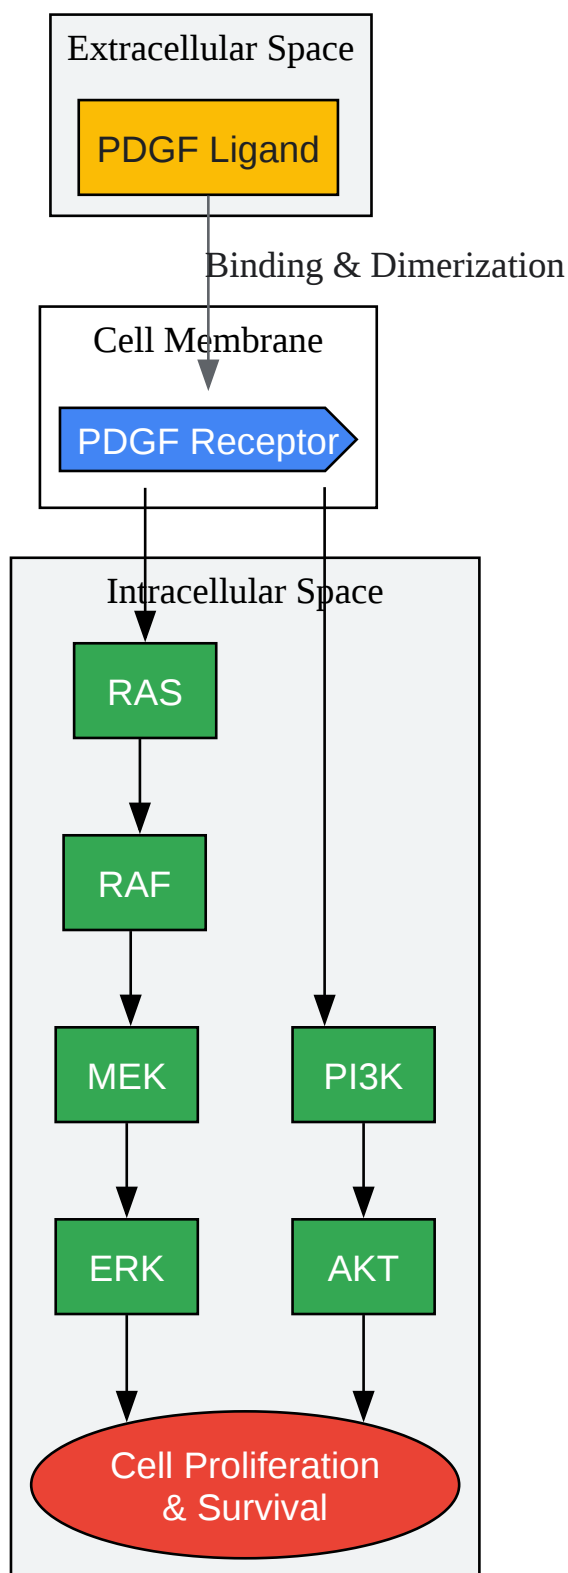 Extracellular Space
PDGF Ligand
Binding & Dimerization
Cell Membrane
PDGF Receptor
Intracellular Space
RAS
RAF
MEK
PI3K
ERK
AKT
Cell Proliferation
& Survival